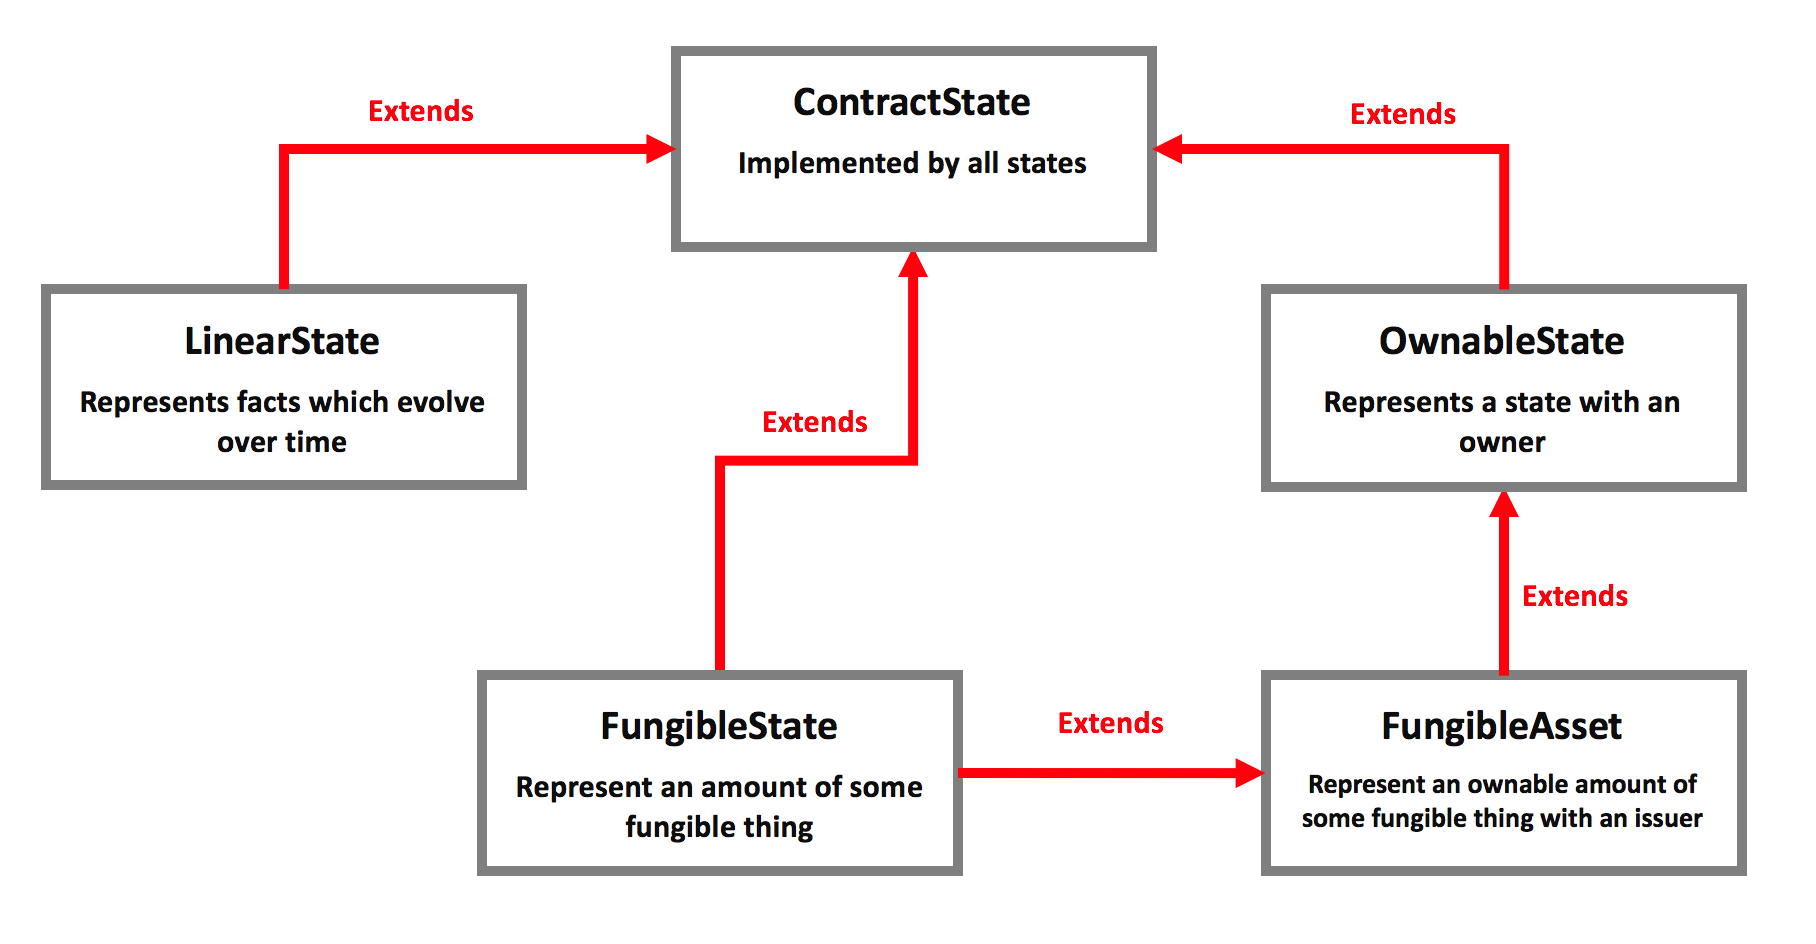 Extends
ContractState
Implemented by all states
Extends
LinearState
Represents facts which evolve
over time
Extends
OwnableState
Represents a state with an
owner
Extends
FungibleState
Represent an amount of some
fungible thing
Extends
FungibleAsset
Represent an ownable amount of
some fungible thing with an issuer